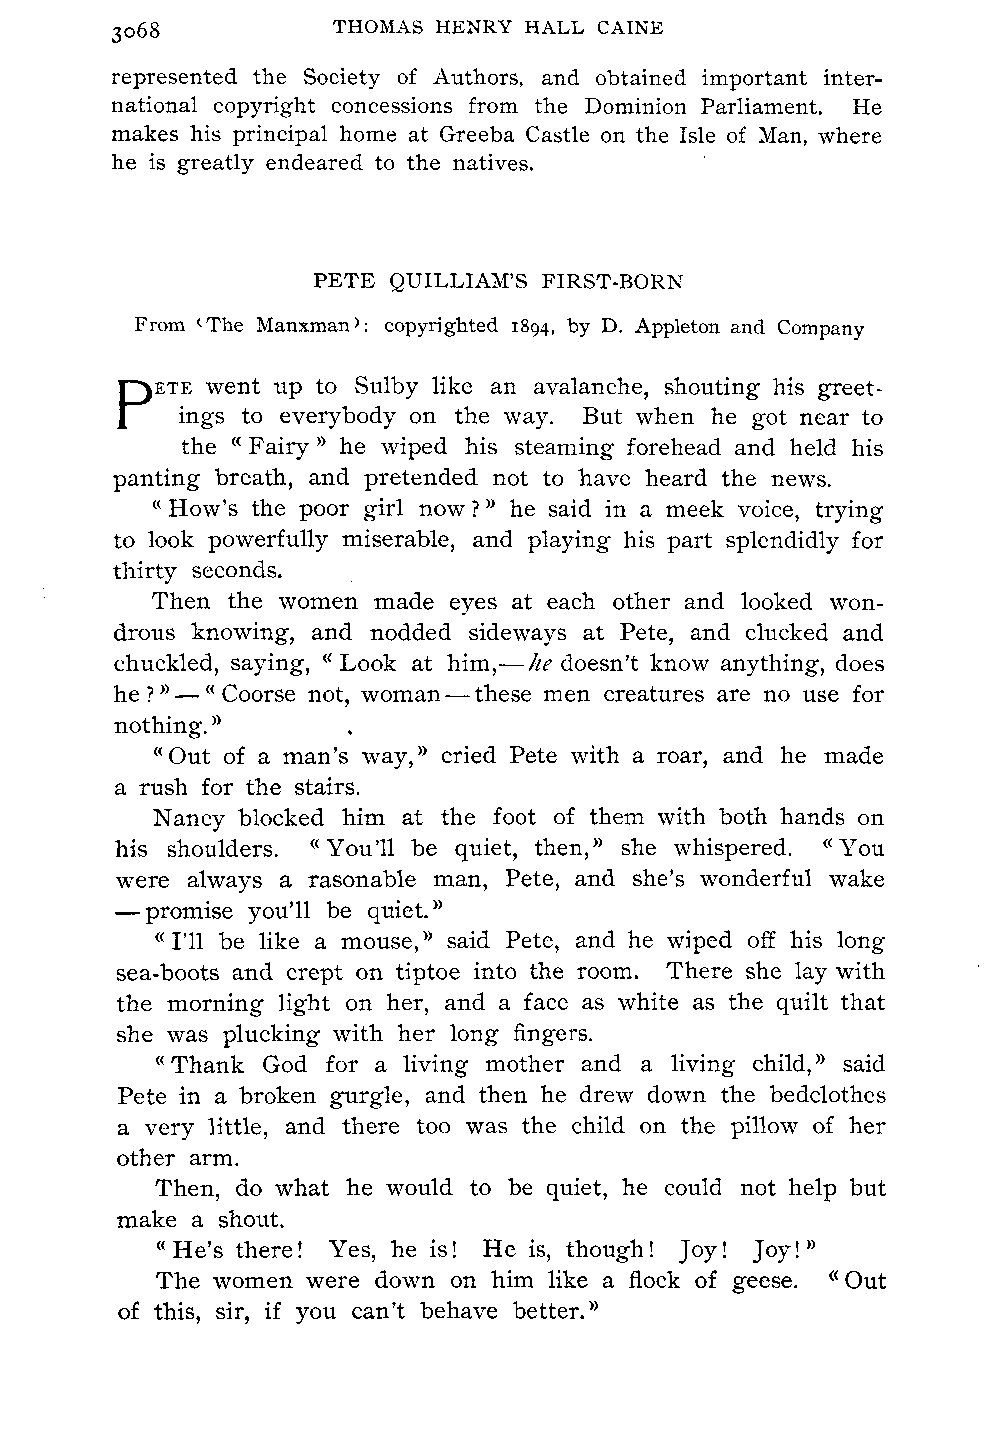 3068 THOMAS HENRY HALL CAINE
represented the Society of Authors, and obtained important inter-
national copyright concessions from the Dominion Parliament. He
makes his principal home at Greeba Castle on the Isle of Man, where
he is greatly endeared to the natives.
PETE QUILLIAM'S FIRST-BORN
From ‹The Manxman›: copyrighted 1894, by D. Appleton and Company
PETE went up to Sulby like an avalanche, shouting his greet-
ings to everybody on the way. But when he got near to
the «Fairy» he wiped his steaming forehead and held his
panting breath, and pretended not to have heard the news.
«How's the poor girl now?» he said in a meek voice, trying
to look powerfully miserable, and playing his part splendidly for
thirty seconds.
Then the women made eyes at each other and looked won-
drous knowing, and nodded sideways at Pete, and clucked and
chuckled, saying, «Look at him,—he doesn't know anything, does
he?»—«Coorse not, woman—these men creatures are no use for
nothing.»
«Out of a man's way,» cried Pete with a roar, and he made
a rush for the stairs.
Nancy blocked him at the foot of them with both hands on
his shoulders. «You'll be quiet, then,» she whispered. «You
were always a rasonable man, Pete, and she's wonderful wake
—promise you'll be quiet.»
«I'll be like a mouse,» said Pete, and he wiped off his long
sea-boots and crept on tiptoe into the room. There she lay with
the morning light on her, and a face as white as the quilt that
she was plucking with her long fingers.
«Thank God for a living mother and a living child,» said
Pete in a broken gurgle, and then he drew down the bedclothes
a very little, and there too was the child on the pillow of her
other arm.
Then, do what he would to be quiet, he could not help but
make a shout.
«He's there! Yes, he is! He is, though! Joy! Joy!»
The women were down on him like a flock of geese. «Out
of this, sir, if you can't behave better.»